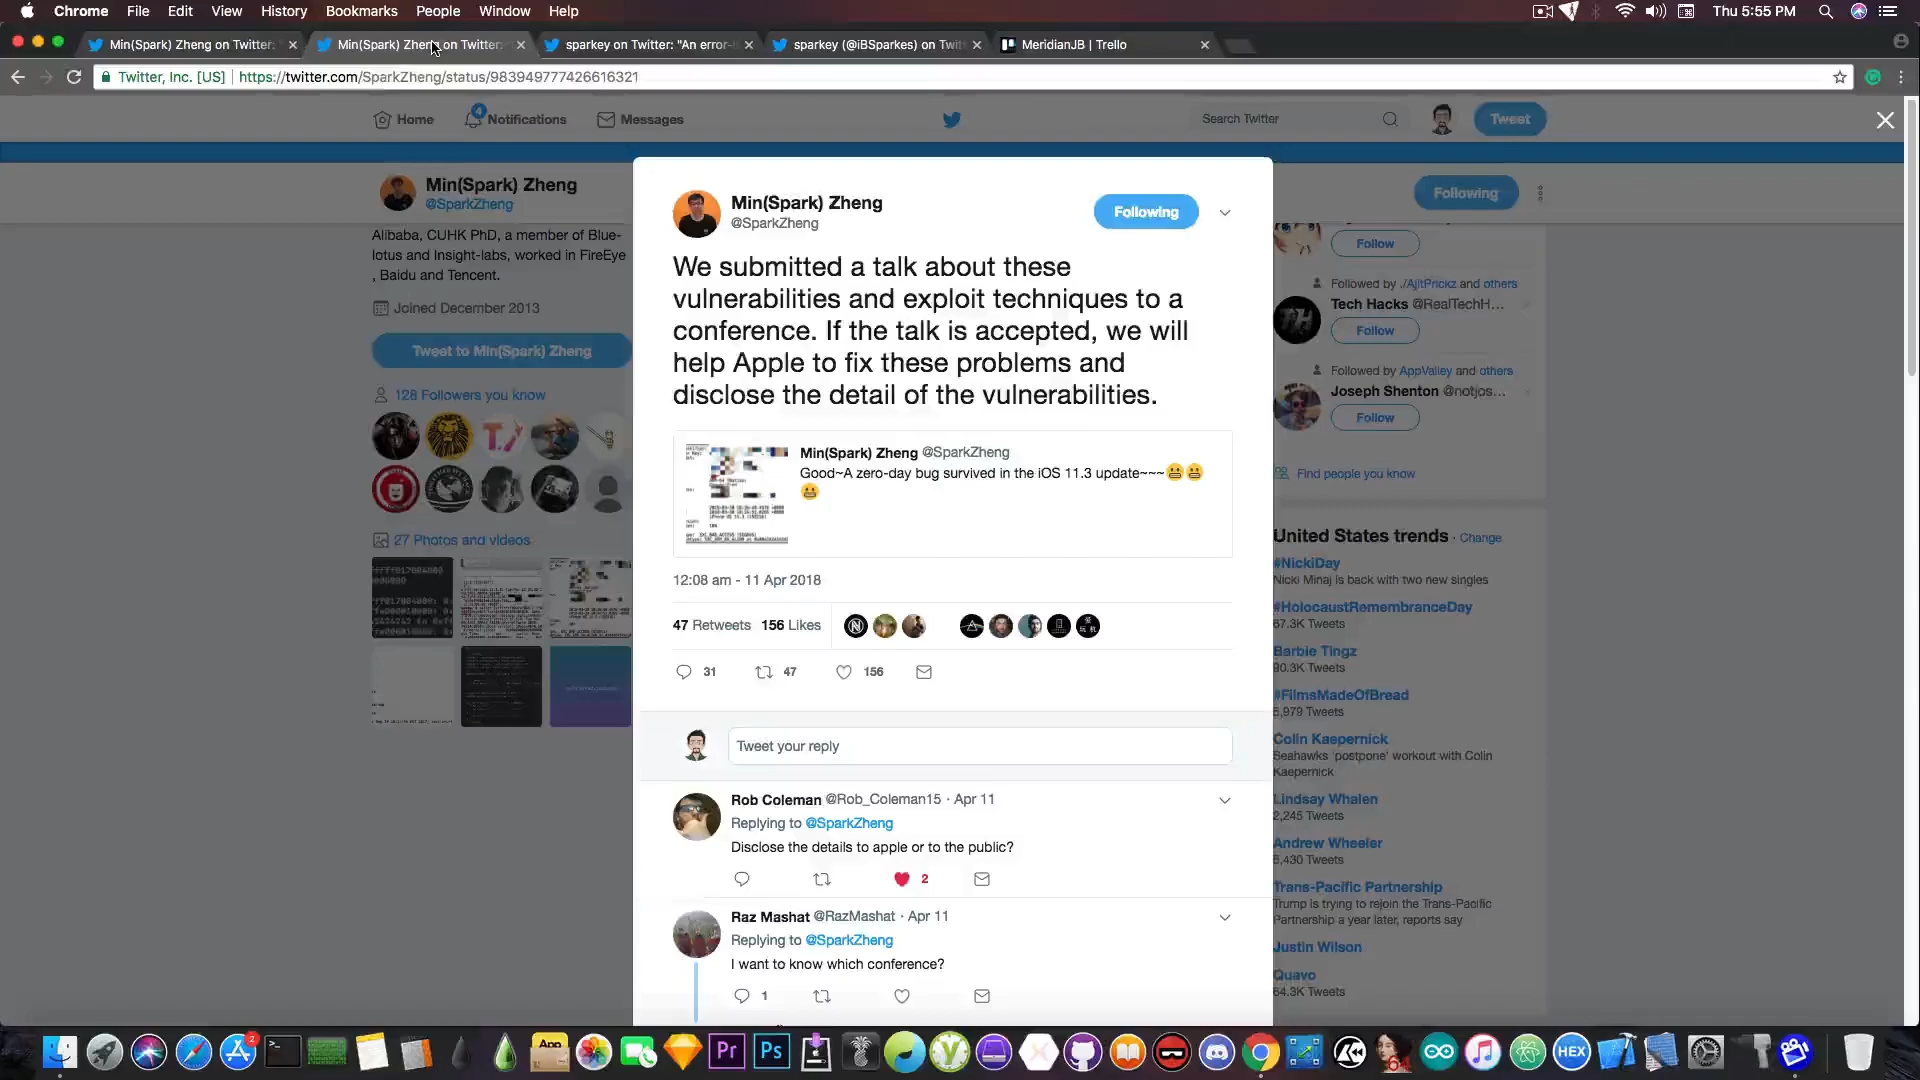 Chrome File Edit View History Bookmarks People Window Help Thu 5:55 PM
Min(Spark) Zheng on Twitter: Min(Spark) Zheng on Twitter: sparkey on Twitter: "An error- sparkey (@iBSparkes) on Twitt MeridianJB | Trello
Twitter, Inc. [US] https://twitter.com/SparkZheng/status/983949777426616321
Home 4 Notifications Messages Search Twitter Tweet
Min(Spark) Zheng
@SparkZheng
Following
Alibaba, CUHK PhD, a member of Blue-
lotus and Insight-labs, worked in FireEye
, Baidu and Tencent.
Joined December 2013
Tweet to Min(Spark) Zheng
128 Followers you know
27 Photos and videos
Min(Spark) Zheng
@SparkZheng
Following
We submitted a talk about these
vulnerabilities and exploit techniques to a
conference. If the talk is accepted, we will
help Apple to fix these problems and
disclose the detail of the vulnerabilities.
Min(Spark) Zheng @SparkZheng
Good~A zero-day bug survived in the iOS 11.3 update~~~😬😬
😬
12:08 am - 11 Apr 2018
47 Retweets 156 Likes
31 47 156
Tweet your reply
Rob Coleman @Rob_Coleman15 · Apr 11
Replying to @SparkZheng
Disclose the details to apple or to the public?
2
Raz Mashat @RazMashat · Apr 11
Replying to @SparkZheng
I want to know which conference?
1
Follow
Followed by ./AjitPrickz and others
Tech Hacks @RealTechH...
Follow
Followed by AppValley and others
Joseph Shenton @notjos...
Follow
Find people you know
United States trends · Change
#NickiDay
Nicki Minaj is back with two new singles
#HolocaustRemembranceDay
67.3K Tweets
Barbie Tingz
90.3K Tweets
#FilmsMadeOfBread
5,979 Tweets
Colin Kaepernick
Seahawks 'postpone' workout with Colin
Kaepernick
Lindsay Whalen
2,245 Tweets
Andrew Wheeler
5,430 Tweets
Trans-Pacific Partnership
Trump is trying to rejoin the Trans-Pacific
Partnership a year later, reports say
Justin Wilson
Quavo
64.3K Tweets
2 App Pr Ps 64 HEX